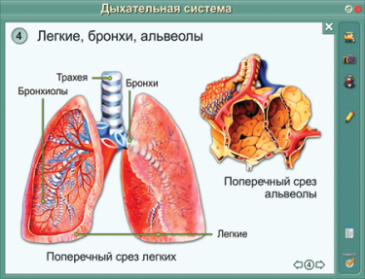 Дыхательная система
4 Легкие, бронхи, альвеолы
Трахея
Бронхи
Бронхиолы
Поперечный срез
альвеолы
Легкие
Поперечный срез легких
4